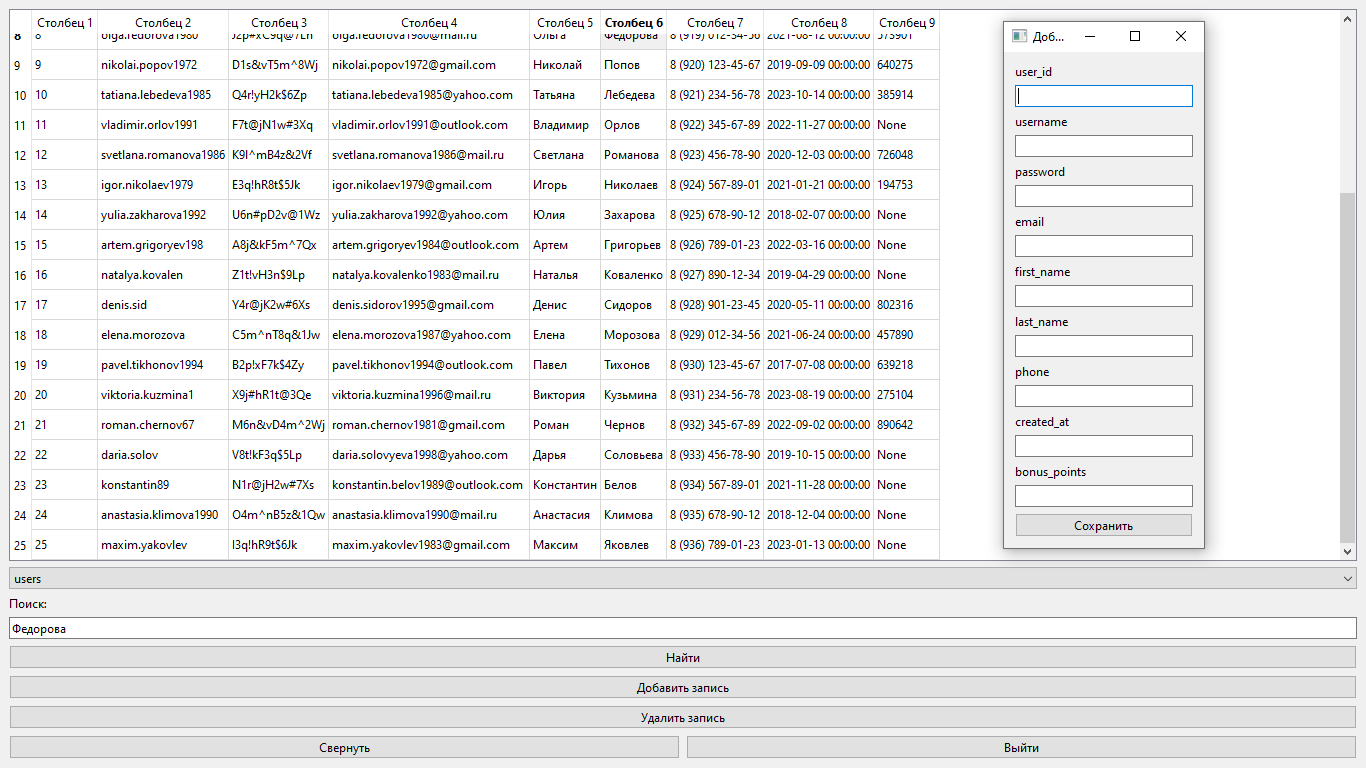 Столбец 1 Столбец 2 Столбец 3 Столбец 4 Столбец 5 Столбец 6 Столбец 7 Столбец 8 Столбец 9
8 8 olga.fedorova1980 olga.fedorova1980@mail.ru Ольга Федорова 8 (919) 012-34-56 2021-08-12 00:00:00 573901
9 9 nikolai.popov1972 D1s&vT5m^8Wj nikolai.popov1972@gmail.com Николай Попов 8 (920) 123-45-67 2019-09-09 00:00:00 640275
10 10 tatiana.lebedeva1985 Q4r!yH2k$6Zp tatiana.lebedeva1985@yahoo.com Татьяна Лебедева 8 (921) 234-56-78 2023-10-14 00:00:00 385914
11 11 vladimir.orlov1991 F7t@jN1w#3Xq vladimir.orlov1991@outlook.com Владимир Орлов 8 (922) 345-67-89 2022-11-27 00:00:00 None
12 12 svetlana.romanova1986 K9l^mB4z&2Vf svetlana.romanova1986@mail.ru Светлана Романова 8 (923) 456-78-90 2020-12-03 00:00:00 726048
13 13 igor.nikolaev1979 E3q!hR8t$5Jk igor.nikolaev1979@gmail.com Игорь Николаев 8 (924) 567-89-01 2021-01-21 00:00:00 194753
14 14 yulia.zakharova1992 U6n#pD2v@1Wz yulia.zakharova1992@yahoo.com Юлия Захарова 8 (925) 678-90-12 2018-02-07 00:00:00 None
15 15 artem.grigoryev198 A8j&kF5m^7Qx artem.grigoryev1984@outlook.com Артем Григорьев 8 (926) 789-01-23 2022-03-16 00:00:00 None
16 16 natalya.kovalen Z1t!vH3n$9Lp natalya.kovalenko1983@mail.ru Наталья Коваленко 8 (927) 890-12-34 2019-04-29 00:00:00 None
17 17 denis.sid Y4r@jK2w#6Xs denis.sidorov1995@gmail.com Денис Сидоров 8 (928) 901-23-45 2020-05-11 00:00:00 802316
18 18 elena.morozova C5m^nT8q&1Jw elena.morozova1987@yahoo.com Елена Морозова 8 (929) 012-34-56 2021-06-24 00:00:00 457890
19 19 pavel.tikhonov1994 B2p!xF7k$4Zy pavel.tikhonov1994@outlook.com Павел Тихонов 8 (930) 123-45-67 2017-07-08 00:00:00 639218
20 20 viktoria.kuzmina1 X9j#hR1t@3Qe viktoria.kuzmina1996@mail.ru Виктория Кузьмина 8 (931) 234-56-78 2023-08-19 00:00:00 275104
21 21 roman.chernov67 M6n&vD4m^2Wj roman.chernov1981@gmail.com Роман Чернов 8 (932) 345-67-89 2022-09-02 00:00:00 890642
22 22 daria.solov V8t!kF3q$5Lp daria.solovyeva1998@yahoo.com Дарья Соловьева 8 (933) 456-78-90 2019-10-15 00:00:00 None
23 23 konstantin89 N1r@jH2w#7Xs konstantin.belov1989@outlook.com Константин Белов 8 (934) 567-89-01 2021-11-28 00:00:00 None
24 24 anastasia.klimova1990 O4m^nB5z&1Qw anastasia.klimova1990@mail.ru Анастасия Климова 8 (935) 678-90-12 2018-12-04 00:00:00 None
25 25 maxim.yakovlev I3q!hR9t$6Jk maxim.yakovlev1983@gmail.com Максим Яковлев 8 (936) 789-01-23 2023-01-13 00:00:00 None
Доб...
user_id
username
password
email
first_name
last_name
phone
created_at
bonus_points
Сохранить
users
Поиск:
Федорова
Найти
Добавить запись
Удалить запись
Свернуть Выйти